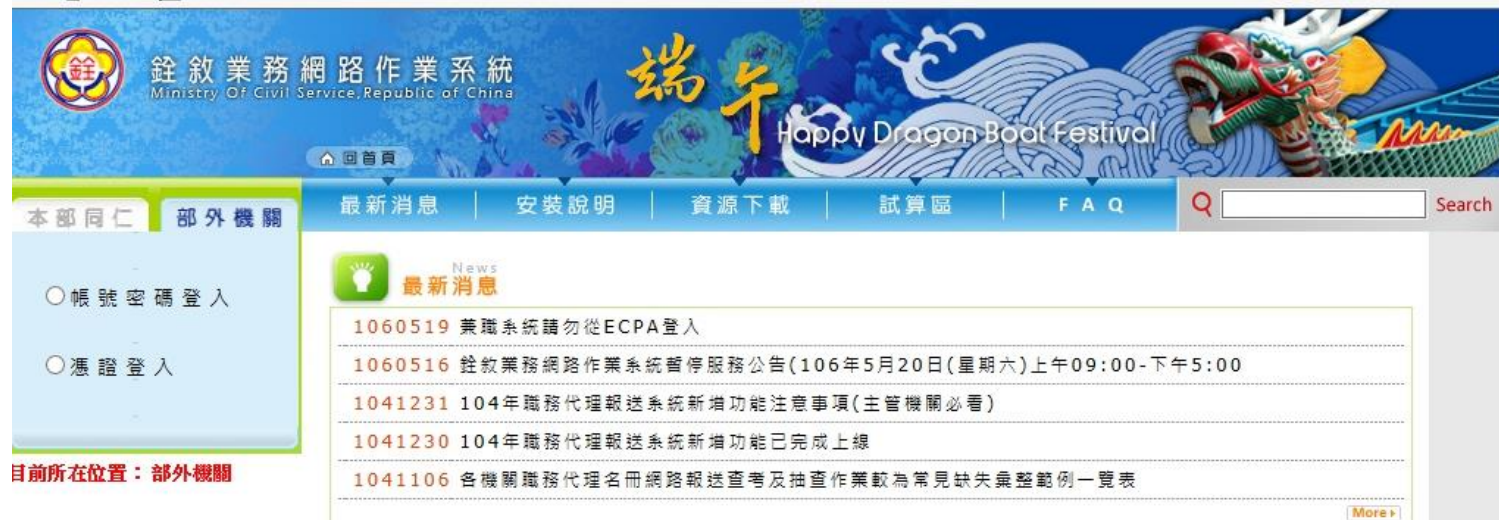 銓敘業務網路作業系統
Ministry Of Civil Service,Republic of China
端午
Happy Dragon Boat Festival
回首頁
最新消息 安裝說明 資源下載 試算區 FAQ Search
本部同仁 部外機關
帳號密碼登入
憑證登入
目前所在位置：部外機關
News
最新消息
1060519 兼職系統請勿從ECPA登入
1060516 銓敘業務網路作業系統暫停服務公告(106年5月20日(星期六)上午09:00-下午5:00
1041231 104年職務代理報送系統新增功能注意事項(主管機關必看)
1041230 104年職務代理報送系統新增功能已完成上線
1041106 各機關職務代理名冊網路報送查考及抽查作業較為常見缺失彙整範例一覽表
More